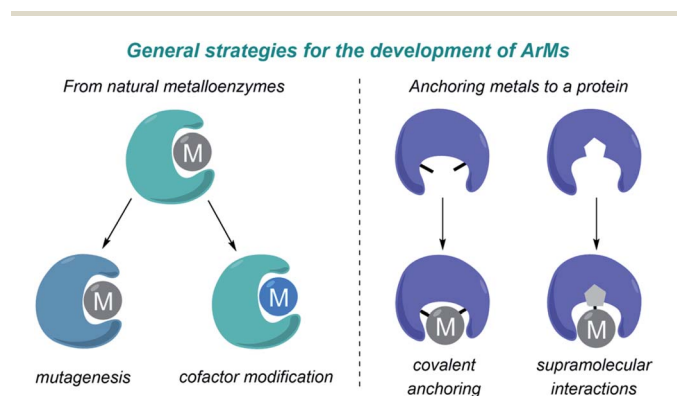 General strategies for the development of ArMs
From natural metalloenzymes
M
M
M
mutagenesis
cofactor modification
Anchoring metals to a protein
M
M
covalent
anchoring
supramolecular
interactions